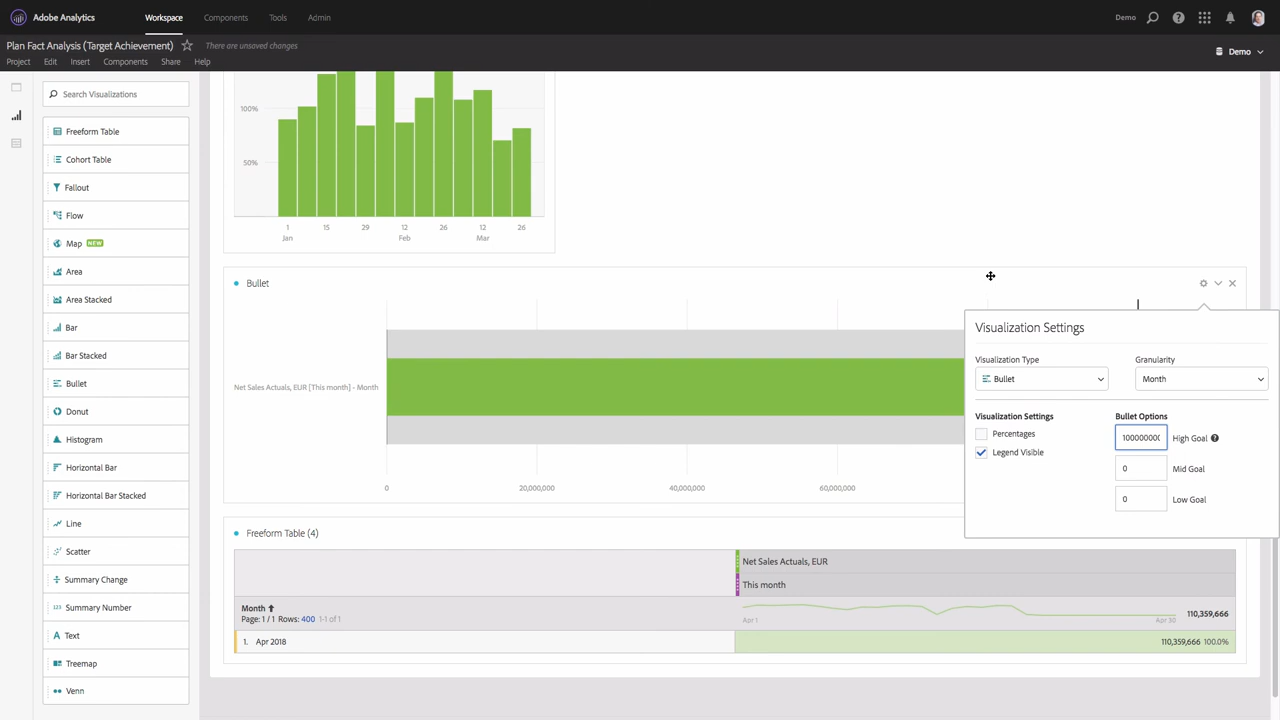 Adobe Analytics Workspace Components Tools Admin Demo
Plan Fact Analysis (Target Achievement) There are unsaved changes
Demo
Project Edit Insert Components Share Help
Search Visualizations
Freeform Table
Cohort Table
Fallout
Flow
Map NEW
Area
Area Stacked
Bar
Bar Stacked
Bullet
Donut
Histogram
Horizontal Bar
Horizontal Bar Stacked
Line
Scatter
Summary Change
123 Summary Number
Text
Treemap
Venn
100%
50%
1 15 29 12 26 12 26
Jan Feb Mar
Bullet
Net Sales Actuals, EUR [This month] - Month
0 20,000,000 40,000,000 60,000,000
Visualization Settings
Visualization Type Granularity
Bullet Month
Visualization Settings Bullet Options
Percentages
Legend Visible
High Goal
0 Mid Goal
0 Low Goal
Freeform Table (4)
Net Sales Actuals, EUR
This month
Month
Page: 1 / 1 Rows: 400 1-1 of 1
Apr 1 Apr 30
110,359,666
1. Apr 2018 110,359,666 100.0%